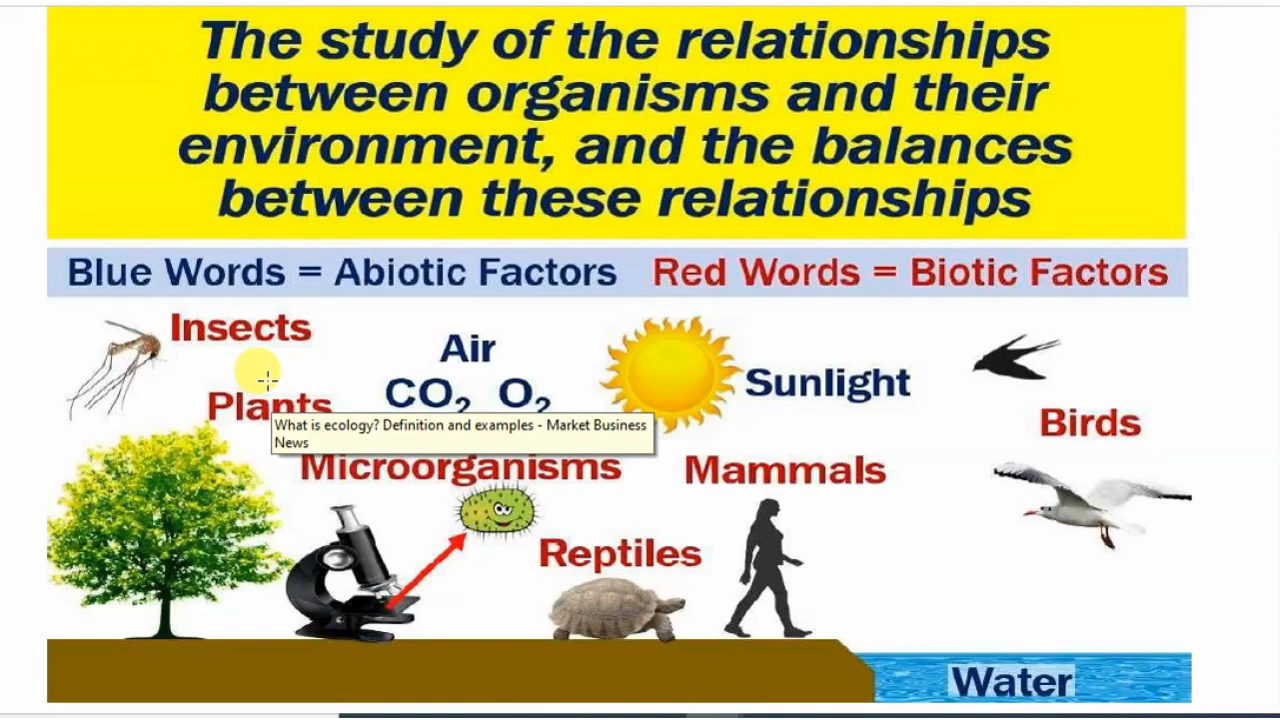 The study of the relationships
between organisms and their
environment, and the balances
between these relationships
Blue Words = Abiotic Factors Red Words = Biotic Factors
Insects
Air
CO₂ O₂
Sunlight
Birds
Plants
What is ecology? Definition and examples - Market Business
News
Microorganisms
Mammals
Reptiles
Water